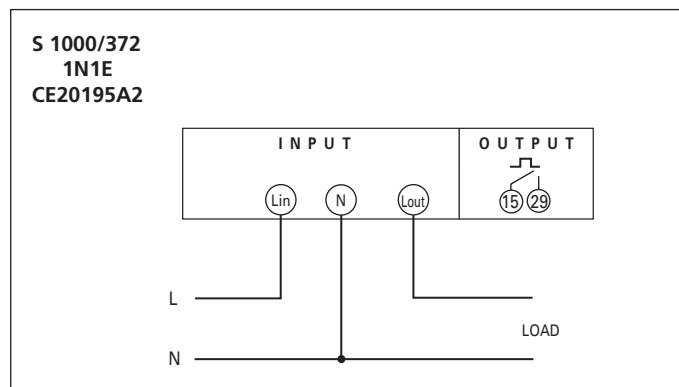 S 1000/372
1N1E
CE20195A2
INPUT
OUTPUT
Lin
N
Lout
15
29
L
LOAD
N